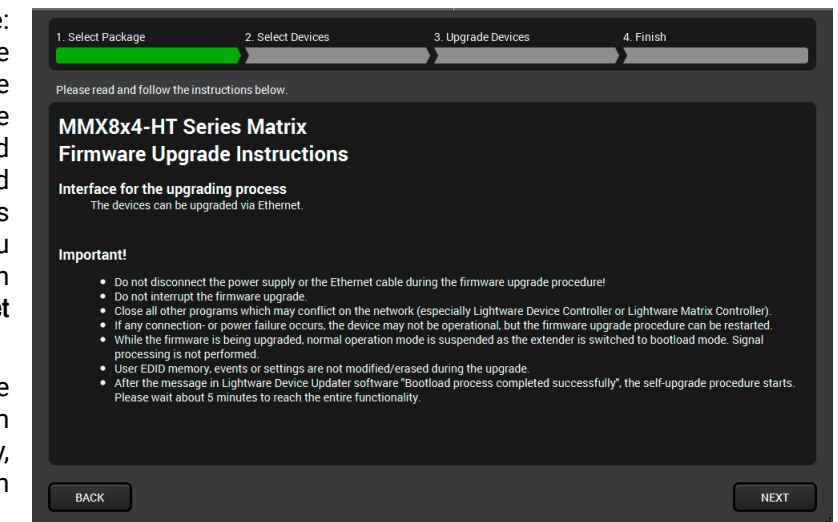 e:
e
e
e
d
d
s
u
n
et
e
n
y,
n
1. Select Package
2. Select Devices
3. Upgrade Devices
4. Finish
Please read and follow the instructions below.
MMX8x4-HT Series Matrix
Firmware Upgrade Instructions
Interface for the upgrading process
The devices can be upgraded via Ethernet.
Important!
• Do not disconnect the power supply or the Ethernet cable during the firmware upgrade procedure!
• Do not interrupt the firmware upgrade.
• Close all other programs which may conflict on the network (especially Lightware Device Controller or Lightware Matrix Controller).
• If any connection- or power failure occurs, the device may not be operational, but the firmware upgrade procedure can be restarted.
• While the firmware is being upgraded, normal operation mode is suspended as the extender is switched to bootload mode. Signal
processing is not performed.
• User EDID memory, events or settings are not modified/erased during the upgrade.
• After the message in Lightware Device Updater software "Bootload process completed successfully", the self-upgrade procedure starts.
Please wait about 5 minutes to reach the entire functionality.
BACK
NEXT